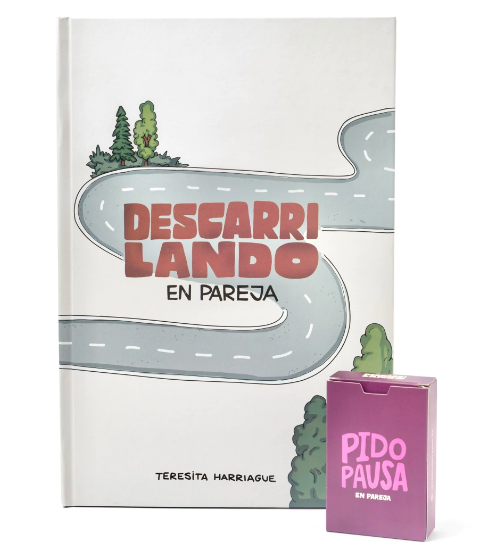 DESCARRI
LANDO
EN PAREJA
TERESITA HARRIAGUE
PIDO
PAUSA
EN PAREJA